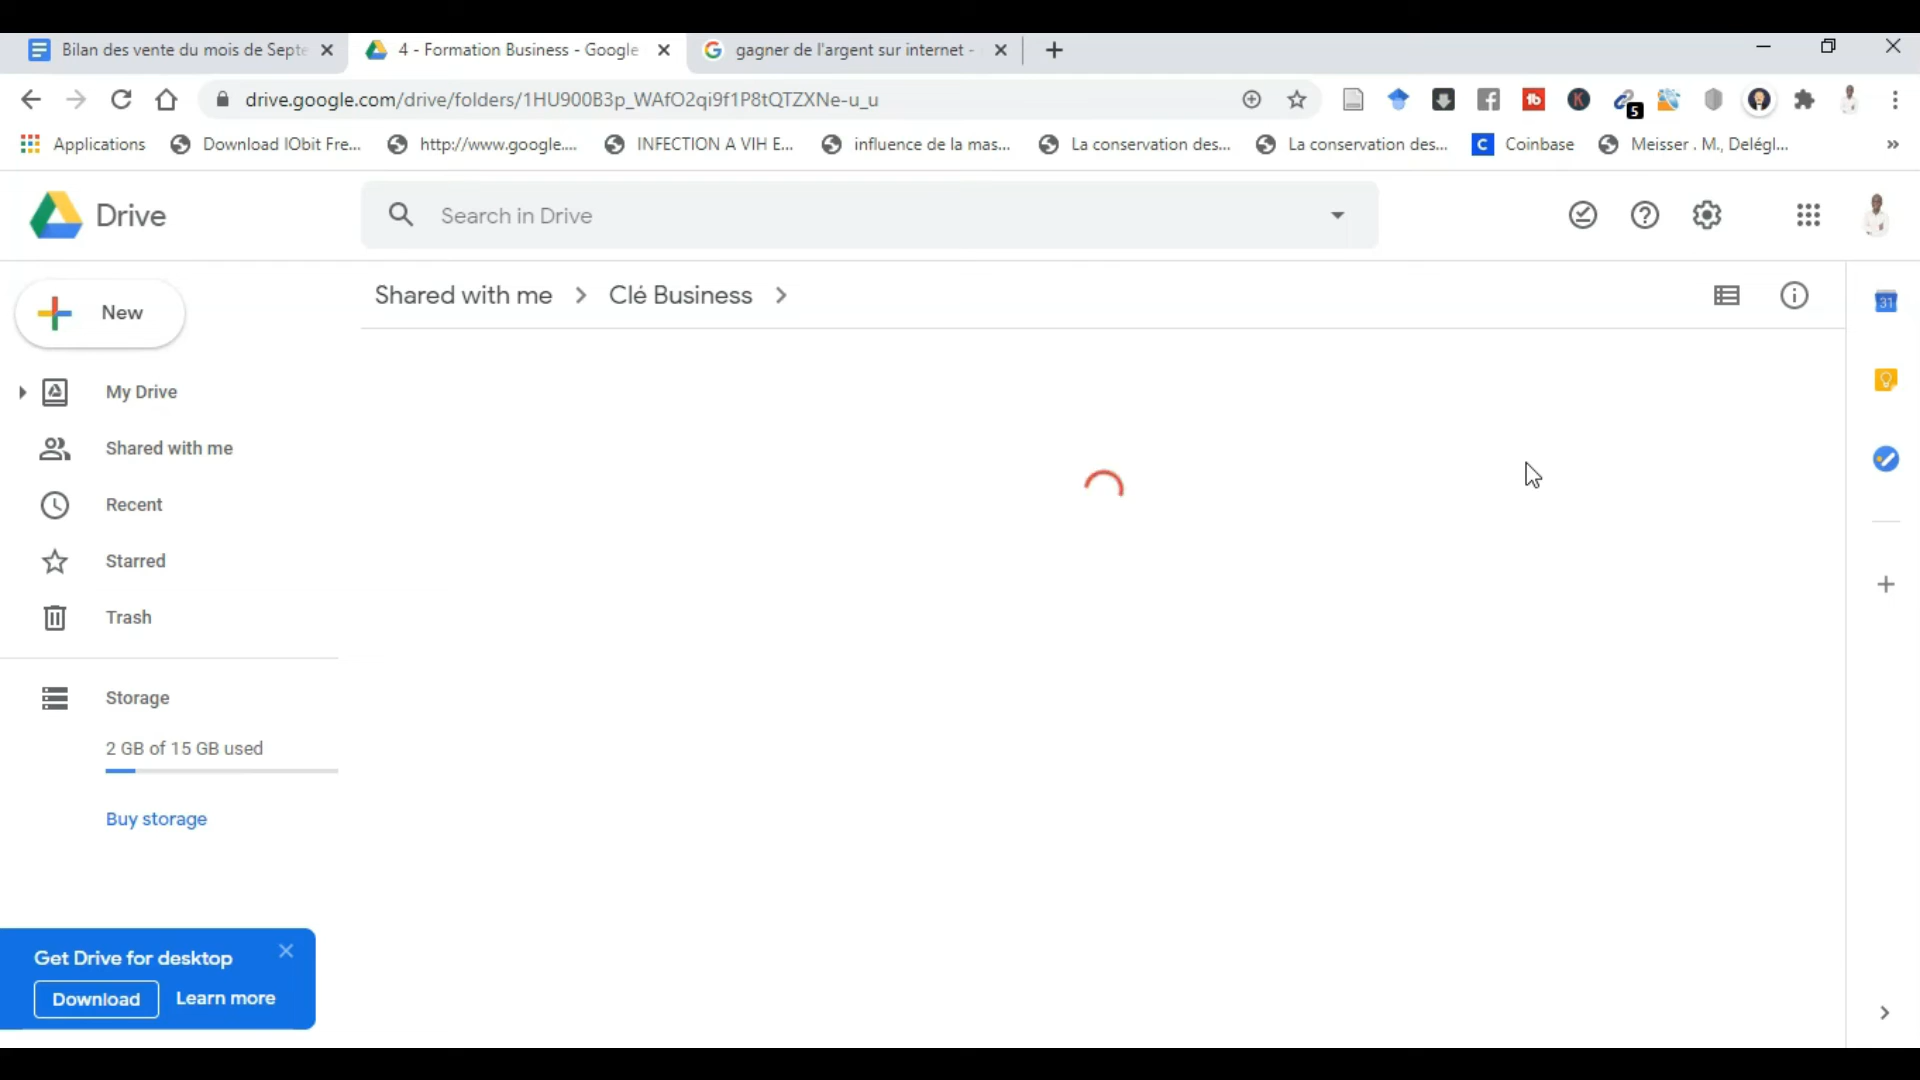 Bilan des vente du mois de Septe
4 - Formation Business - Google
gagner de l'argent sur internet -
drive.google.com/drive/folders/1HU900B3p_WAfO2qi9f1P8tQTZXNe-u_u
tb
K
5
Applications
Download IObit Fre...
http://www.google....
INFECTION A VIH E...
influence de la mas...
La conservation des...
La conservation des...
C
Coinbase
Meisser . M., Delégl...
Drive
Search in Drive
New
Shared with me
Clé Business
31
My Drive
Shared with me
Recent
Starred
Trash
Storage
2 GB of 15 GB used
Buy storage
Get Drive for desktop
Download
Learn more